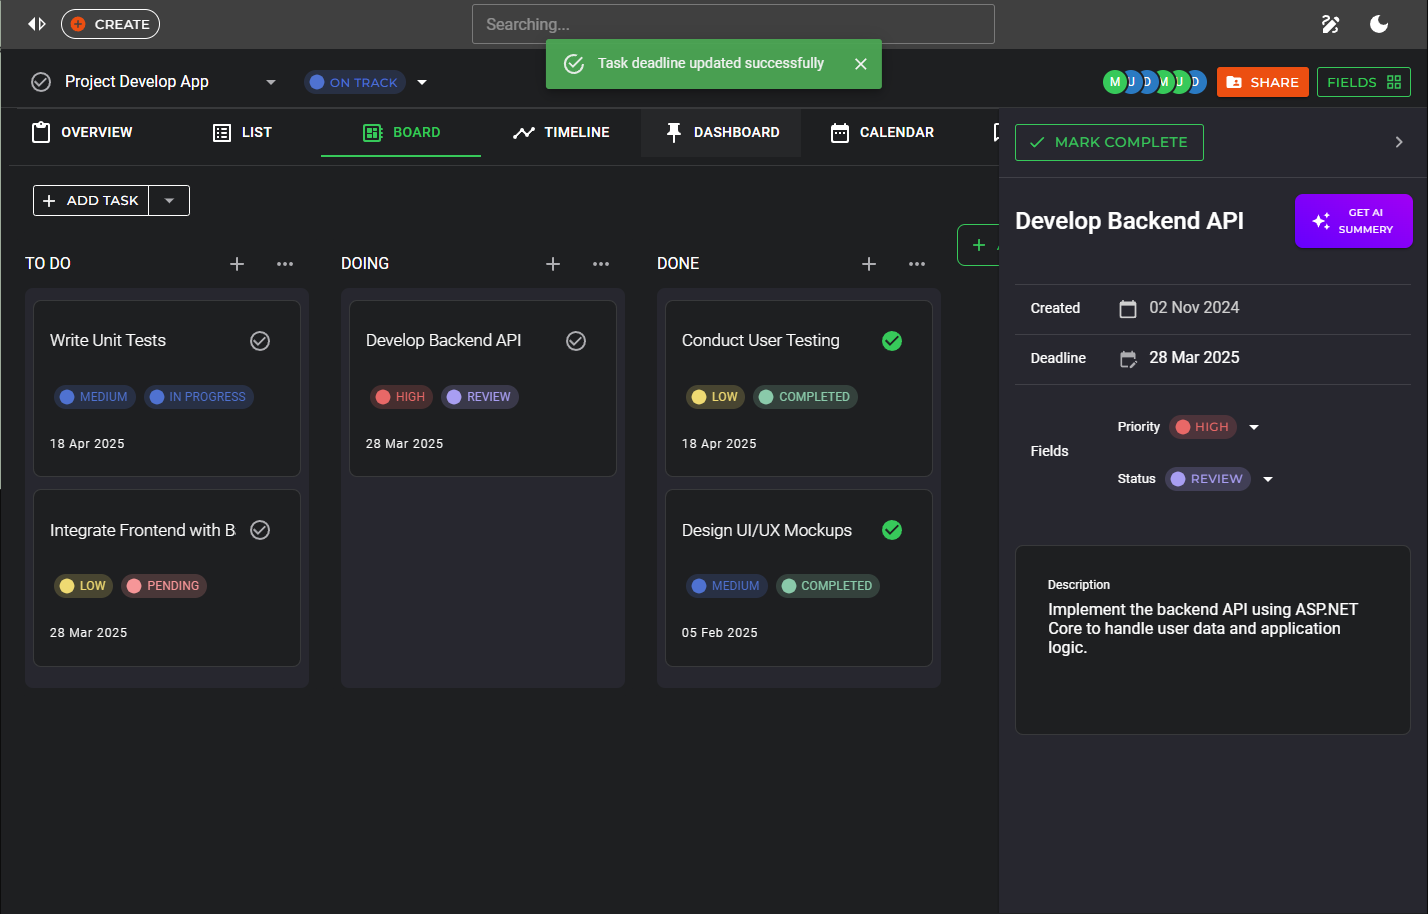 CREATE
Searching...
Task deadline updated successfully
Project Develop App
ON TRACK
M U D M U D
SHARE
FIELDS
OVERVIEW
LIST
BOARD
TIMELINE
DASHBOARD
CALENDAR
ADD TASK
TO DO
DOING
DONE
Write Unit Tests
MEDIUM
IN PROGRESS
18 Apr 2025
Integrate Frontend with B
LOW
PENDING
28 Mar 2025
Develop Backend API
HIGH
REVIEW
28 Mar 2025
Conduct User Testing
LOW
COMPLETED
18 Apr 2025
Design UI/UX Mockups
MEDIUM
COMPLETED
05 Feb 2025
MARK COMPLETE
Develop Backend API
GET AI
SUMMERY
Created
02 Nov 2024
Deadline
28 Mar 2025
Fields
Priority
HIGH
Status
REVIEW
Description
Implement the backend API using ASP.NET
Core to handle user data and application
logic.